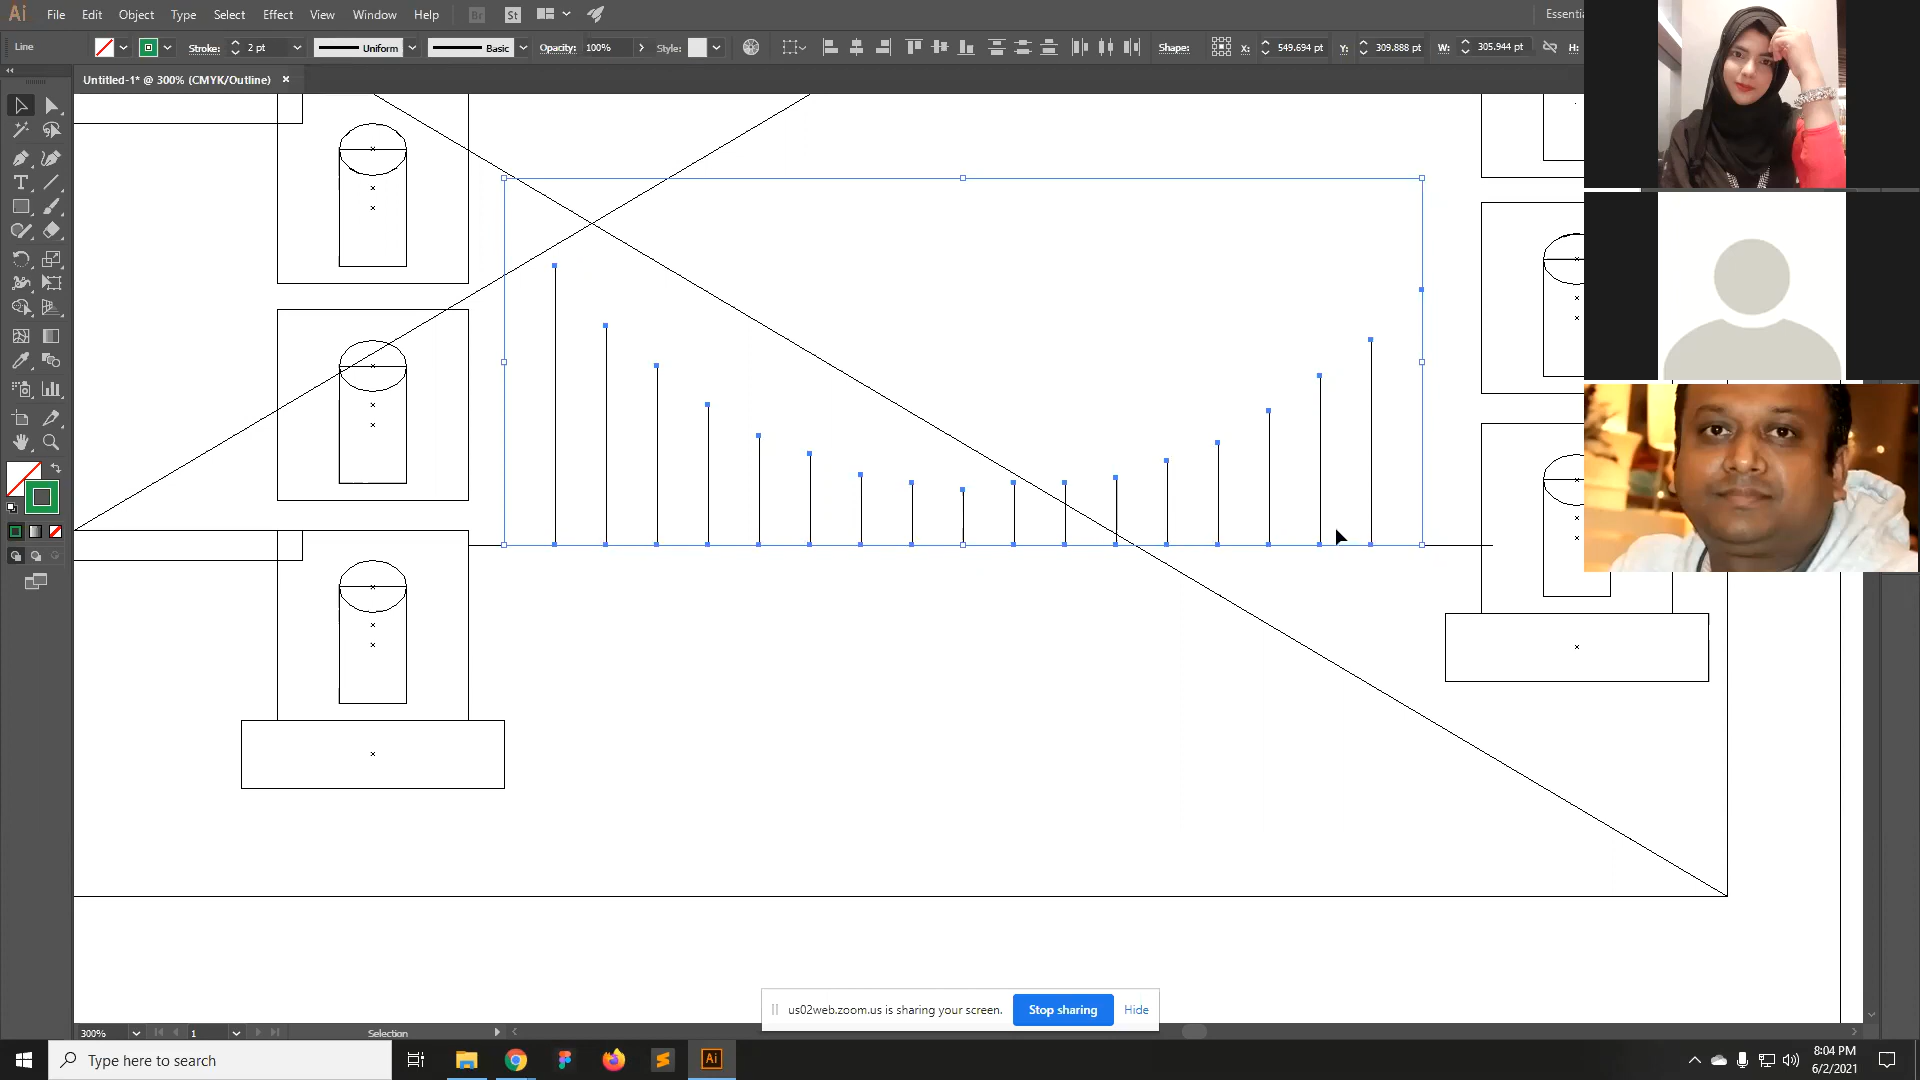 Ai File Edit Object Type Select Effect View Window Help Br St Essentia
Line Stroke: 2 pt Uniform Basic Opacity: 100% Style: Shape: X: 549.694 pt Y: 309.888 pt W: 305.944 pt H:
Untitled-1* @ 300% (CMYK/Outline) ×
us02web.zoom.us is sharing your screen. Stop sharing Hide
300% 1 Selection
Type here to search Ai 8:04 PM
6/2/2021